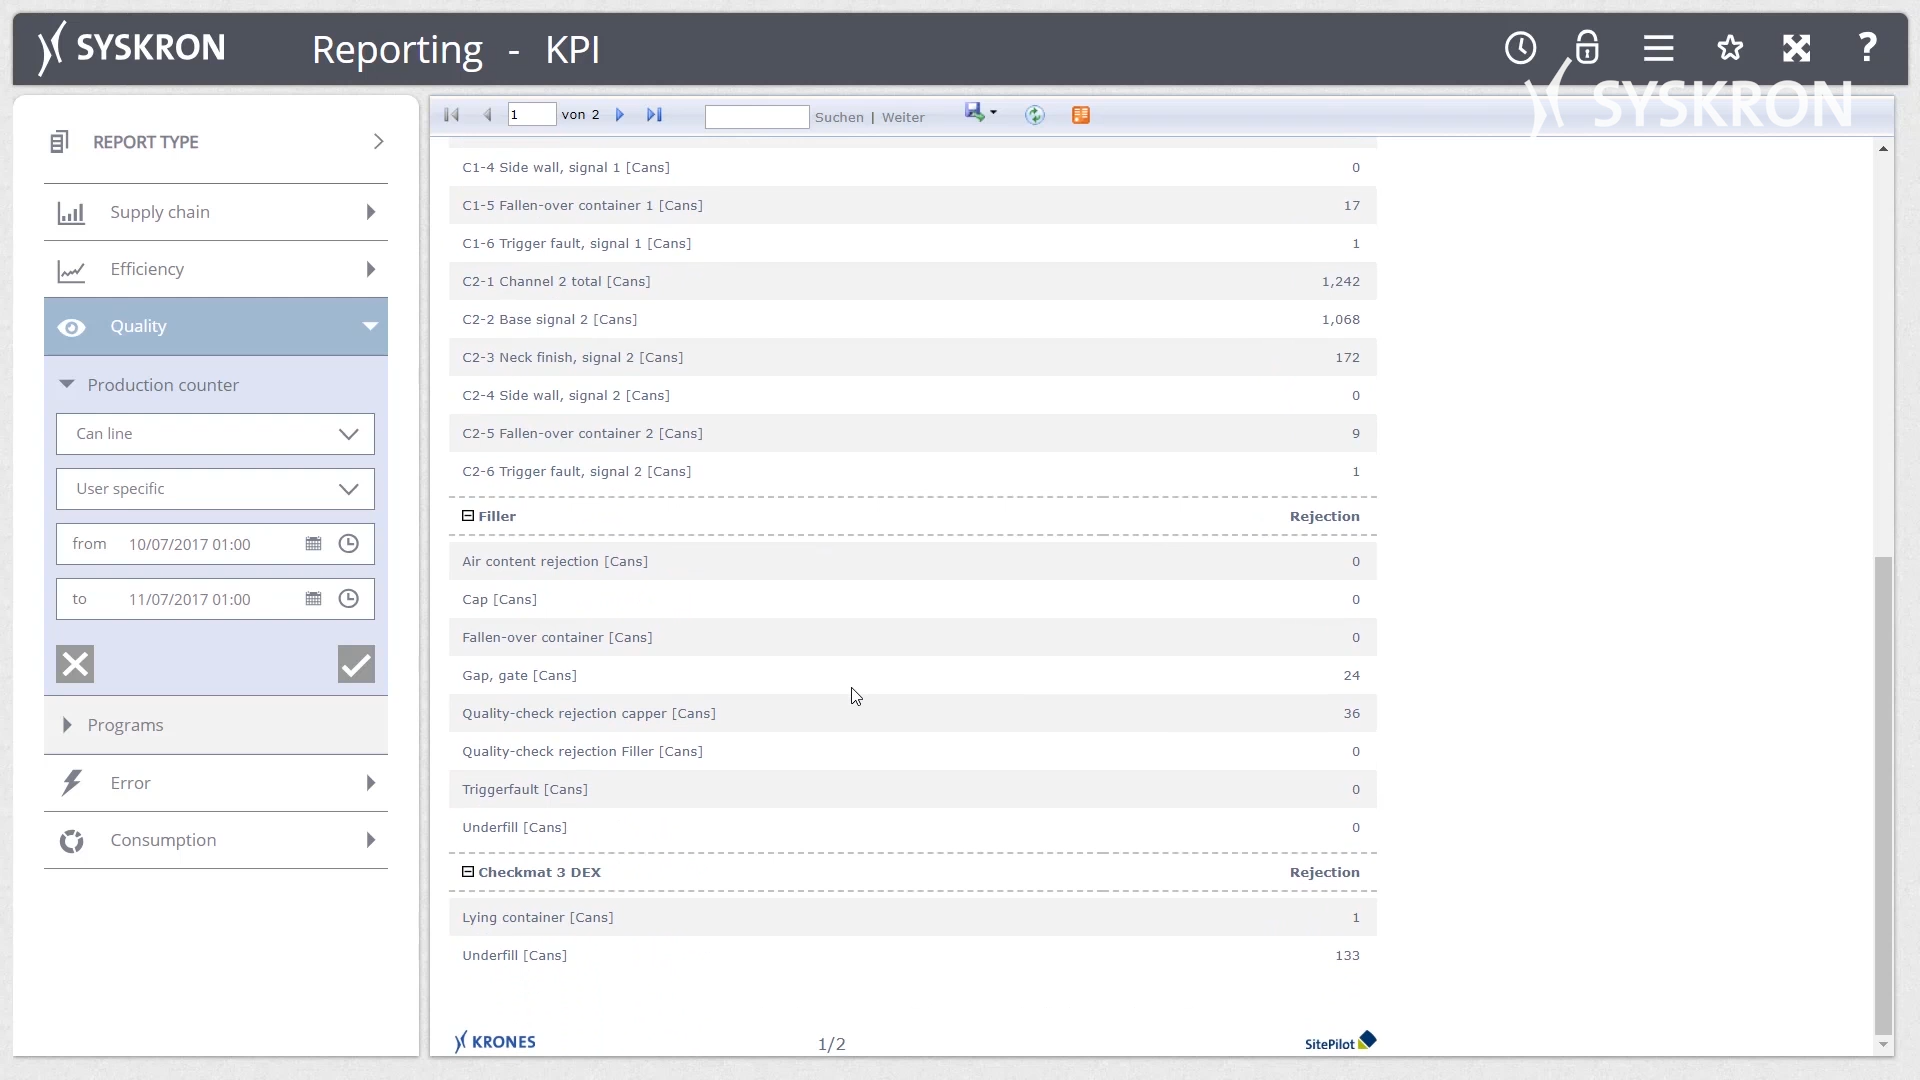 SYSKRON
Reporting - KPI
?
SYSKRON
REPORT TYPE
Supply chain
Efficiency
Quality
Production counter
Can line
User specific
from 10/07/2017 01:00
to 11/07/2017 01:00
Programs
Error
Consumption
1 von 2 Suchen | Weiter
C1-4 Side wall, signal 1 [Cans] 0
C1-5 Fallen-over container 1 [Cans] 17
C1-6 Trigger fault, signal 1 [Cans] 1
C2-1 Channel 2 total [Cans] 1,242
C2-2 Base signal 2 [Cans] 1,068
C2-3 Neck finish, signal 2 [Cans] 172
C2-4 Side wall, signal 2 [Cans] 0
C2-5 Fallen-over container 2 [Cans] 9
C2-6 Trigger fault, signal 2 [Cans] 1
Filler Rejection
Air content rejection [Cans] 0
Cap [Cans] 0
Fallen-over container [Cans] 0
Gap, gate [Cans] 24
Quality-check rejection capper [Cans] 36
Quality-check rejection Filler [Cans] 0
Triggerfault [Cans] 0
Underfill [Cans] 0
Checkmat 3 DEX Rejection
Lying container [Cans] 1
Underfill [Cans] 133
KRONES 1/2 SitePilot